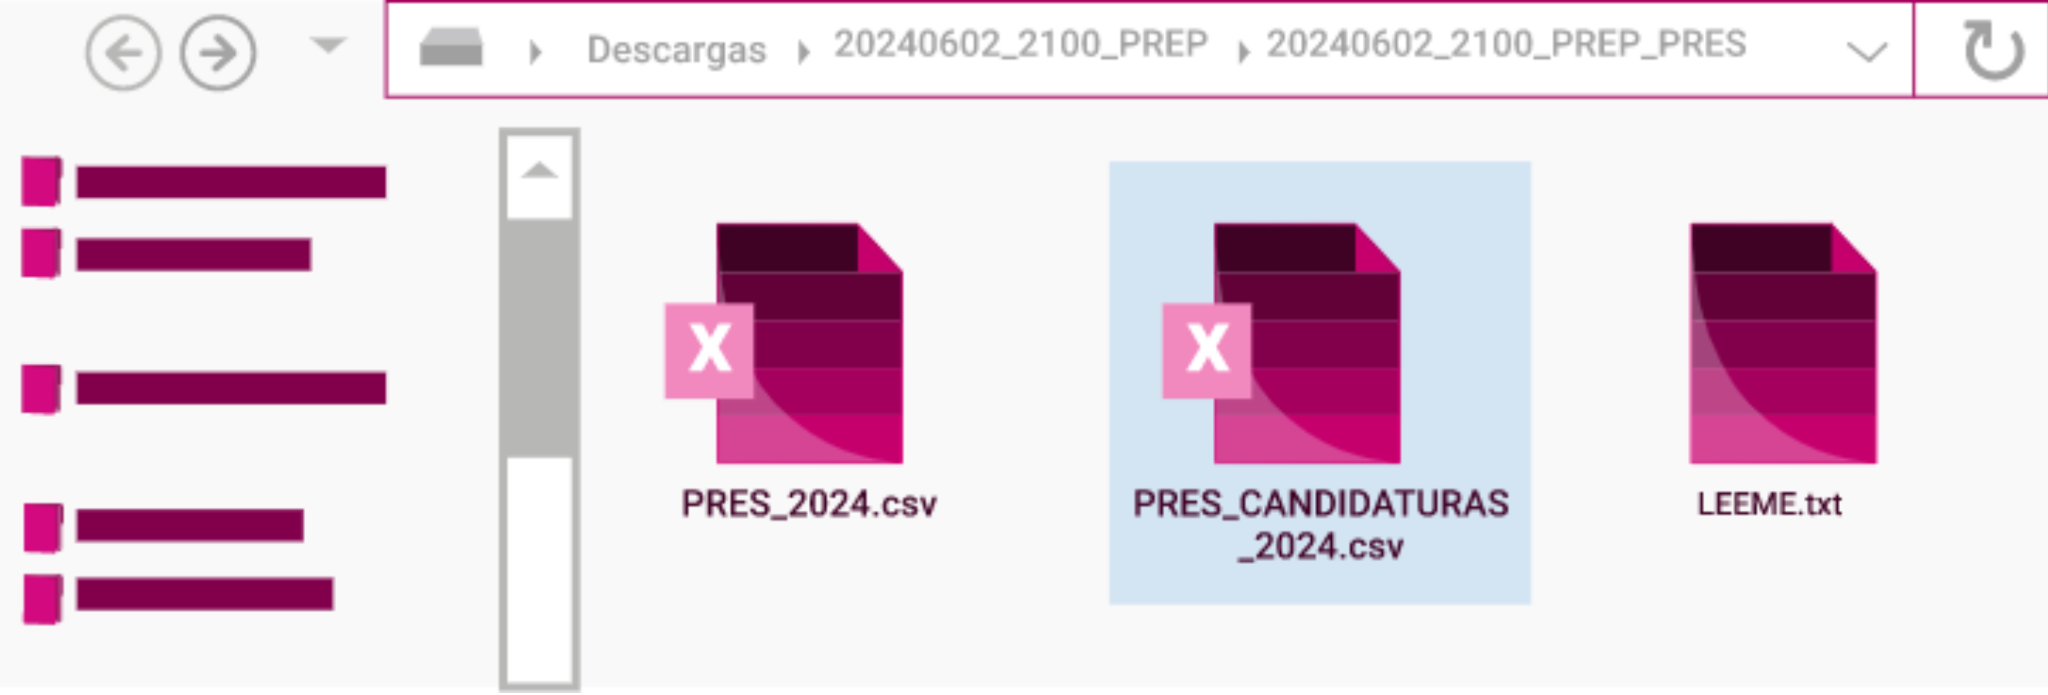 Descargas 20240602_2100_PREP 20240602_2100_PREP_PRES
X
X
PRES_2024.csv
PRES_CANDIDATURAS
_2024.csv
LEEME.txt